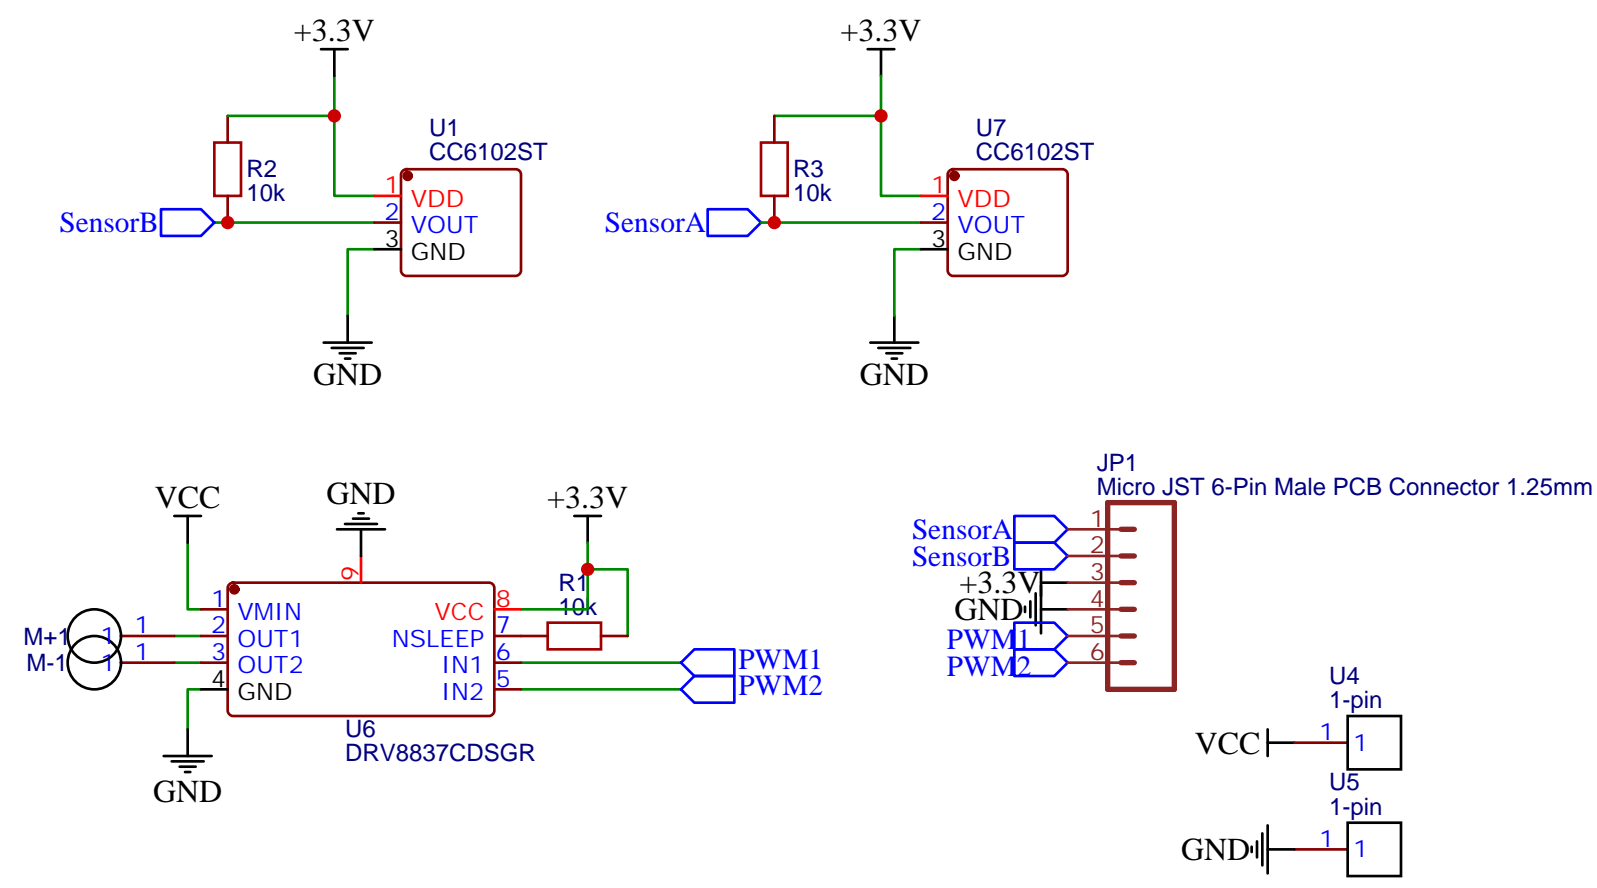 +3.3V
U1
CC6102ST
R2
10k
1
VDD
SensorB
2
VOUT
3
GND
GND
+3.3V
U7
CC6102ST
R3
10k
1
VDD
SensorA
2
VOUT
3
GND
GND
VCC
GND
+3.3V
9
R1
10k
1
VMIN
VCC
8
M+1
1
1
2
OUT1
NSLEEP
7
M-1
1
1
3
OUT2
IN1
6
PWM1
4
GND
IN2
5
PWM2
U6
DRV8837CDSGR
GND
JP1
Micro JST 6-Pin Male PCB Connector 1.25mm
SensorA
1
SensorB
2
+3.3V
3
GND
4
PWM1
5
PWM2
6
U4
1-pin
VCC
1
1
U5
1-pin
GND
1
1